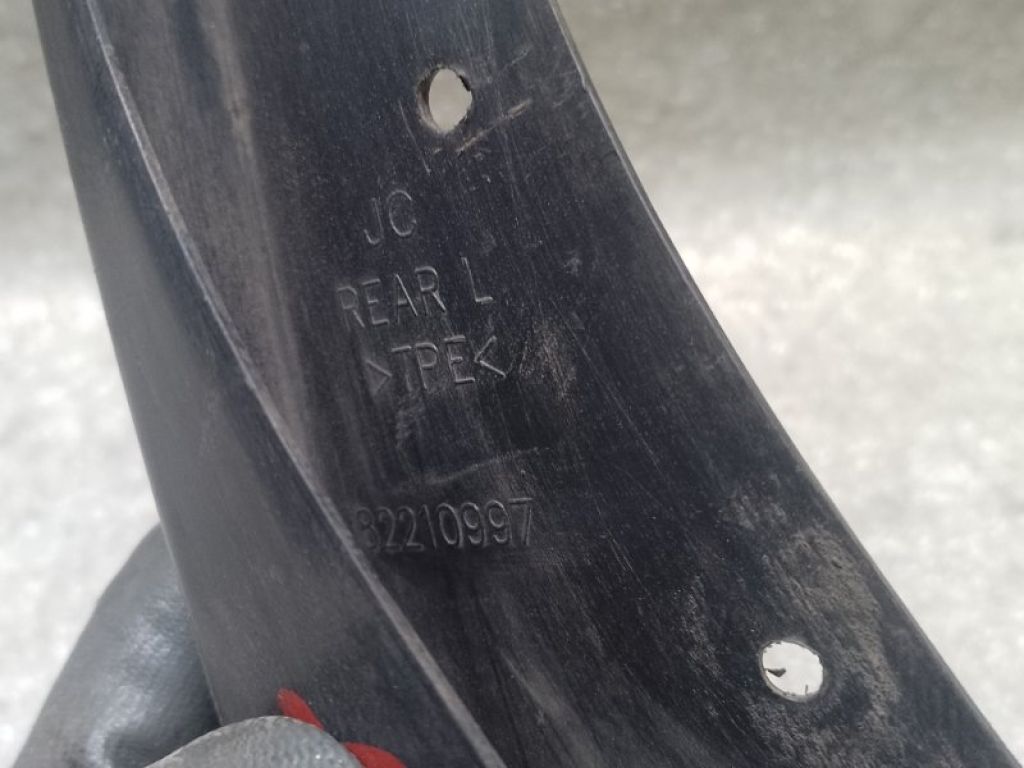 JC
REAR L
>TPE<
82210997